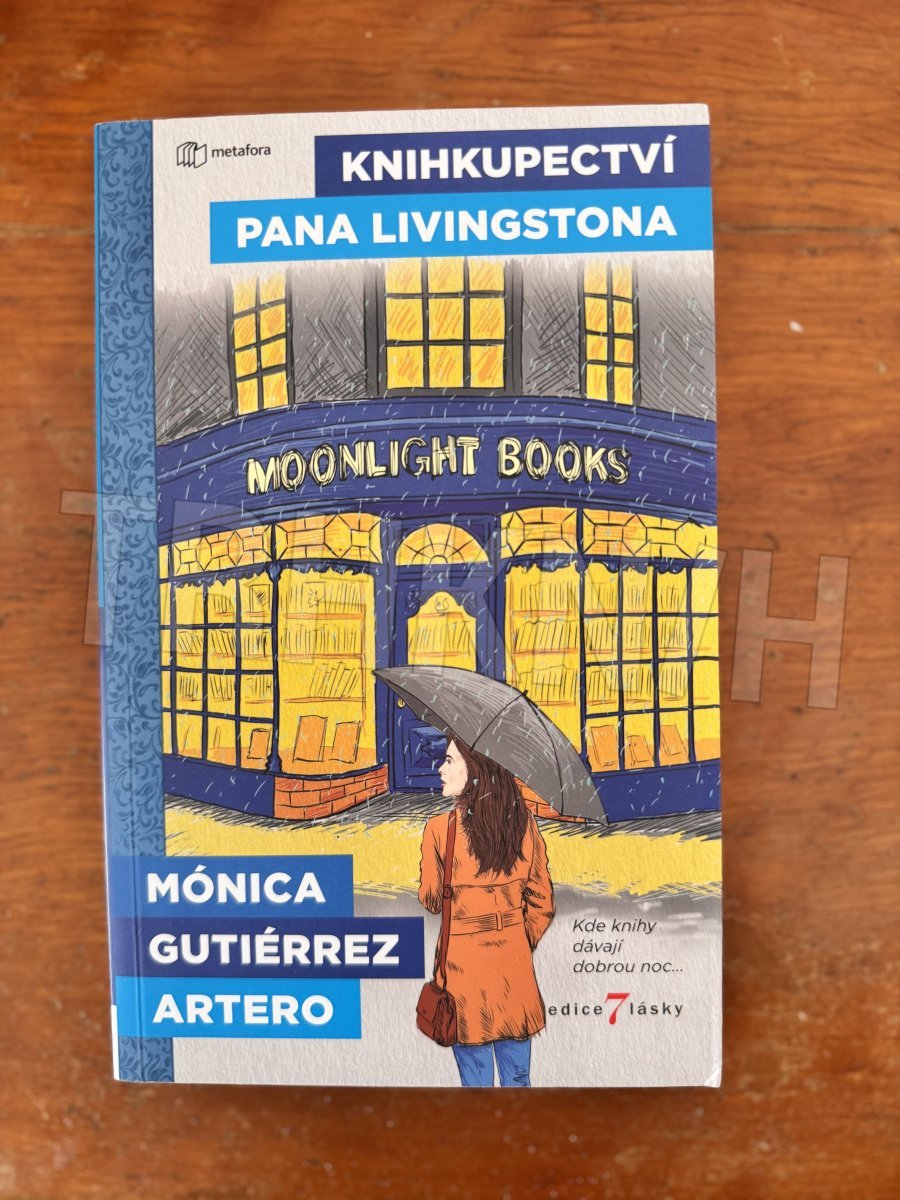 metafora
KNIHKUPECTVÍ
PANA LIVINGSTONA
MOONLIGHT BOOKS
MÓNICA
GUTIÉRREZ
ARTERO
Kde knihy
dávají
dobrou noc...
edice 7 lásky